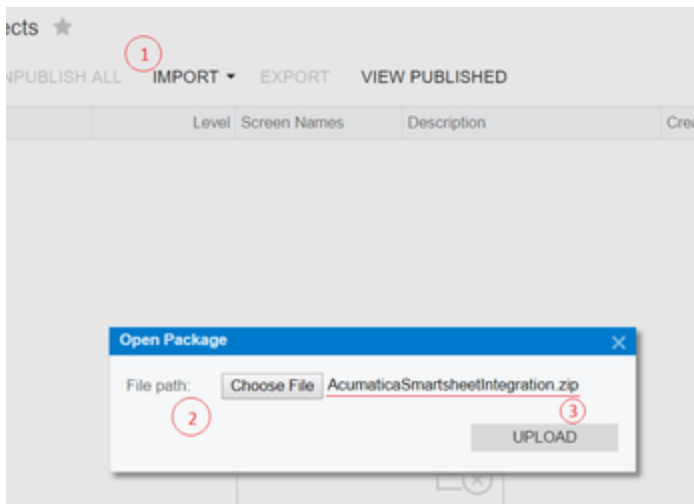 ects
1
NPUBLISH ALL IMPORT EXPORT VIEW PUBLISHED
Level Screen Names Description Crea
Open Package
File path: Choose File AcumaticaSmartsheetIntegration.zip
2
3
UPLOAD